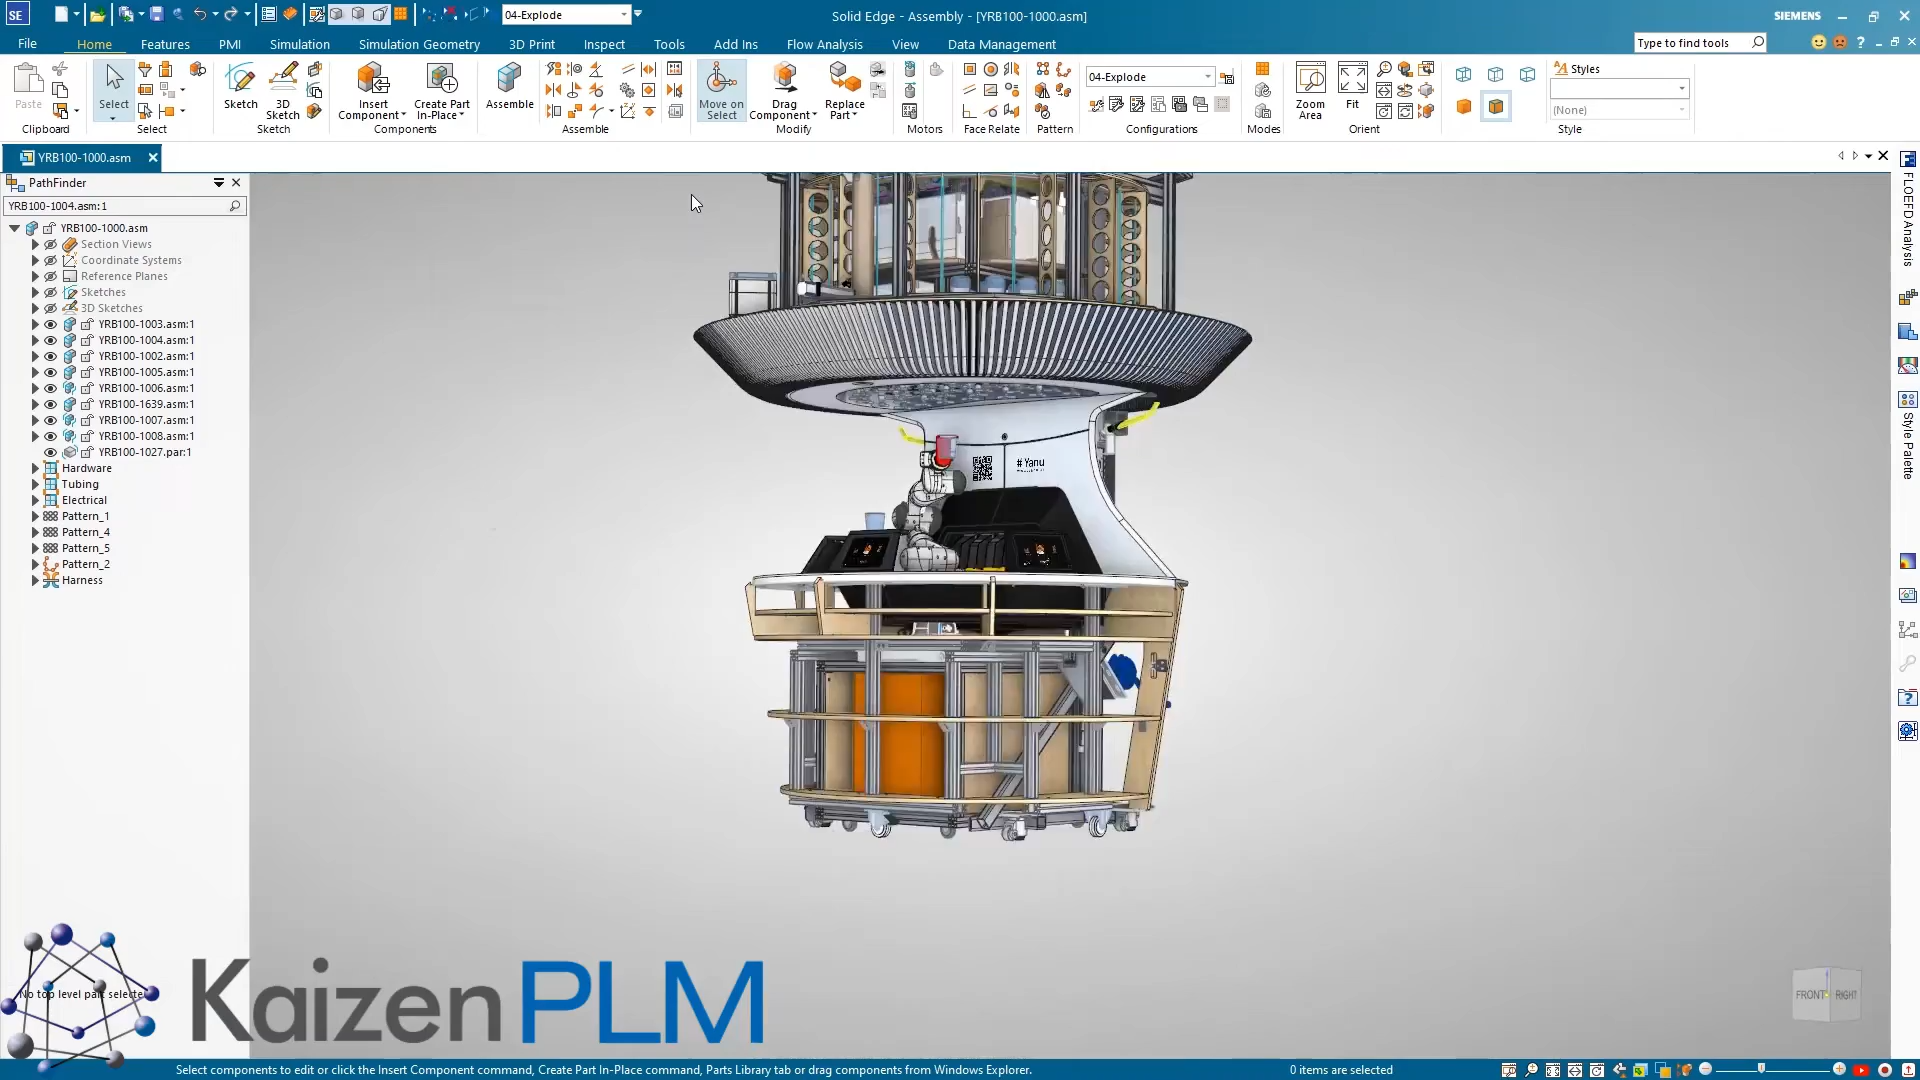 SE
04-Explode
Solid Edge - Assembly - [YRB100-1000.asm]
SIEMENS
File
Home
Features
PMI
Simulation
Simulation Geometry
3D Print
Inspect
Tools
Add Ins
Flow Analysis
View
Data Management
Type to find tools
Paste
Clipboard
Select
Select
Sketch
3D Sketch
Sketch
Insert Component
Create Part In-Place
Components
Assemble
Assemble
Move on Select
Drag Component
Replace Part
Modify
Motors
Face Relate
Pattern
04-Explode
Configurations
Modes
Zoom Area
Fit
Orient
Styles
(None)
Style
YRB100-1000.asm
PathFinder
YRB100-1004.asm:1
YRB100-1000.asm
Section Views
Coordinate Systems
Reference Planes
Sketches
3D Sketches
YRB100-1003.asm:1
YRB100-1004.asm:1
YRB100-1002.asm:1
YRB100-1005.asm:1
YRB100-1006.asm:1
YRB100-1639.asm:1
YRB100-1007.asm:1
YRB100-1008.asm:1
YRB100-1027.par:1
Hardware
Tubing
Electrical
Pattern_1
Pattern_4
Pattern_5
Pattern_2
Harness
FLOEFD Analysis
Style Palette
# Yanu
FRONT
RIGHT
No top level part selected
Kaizen PLM
Select components to edit or click the Insert Component command, Create Part In-Place command, Parts Library tab or drag components from Windows Explorer.
0 items are selected